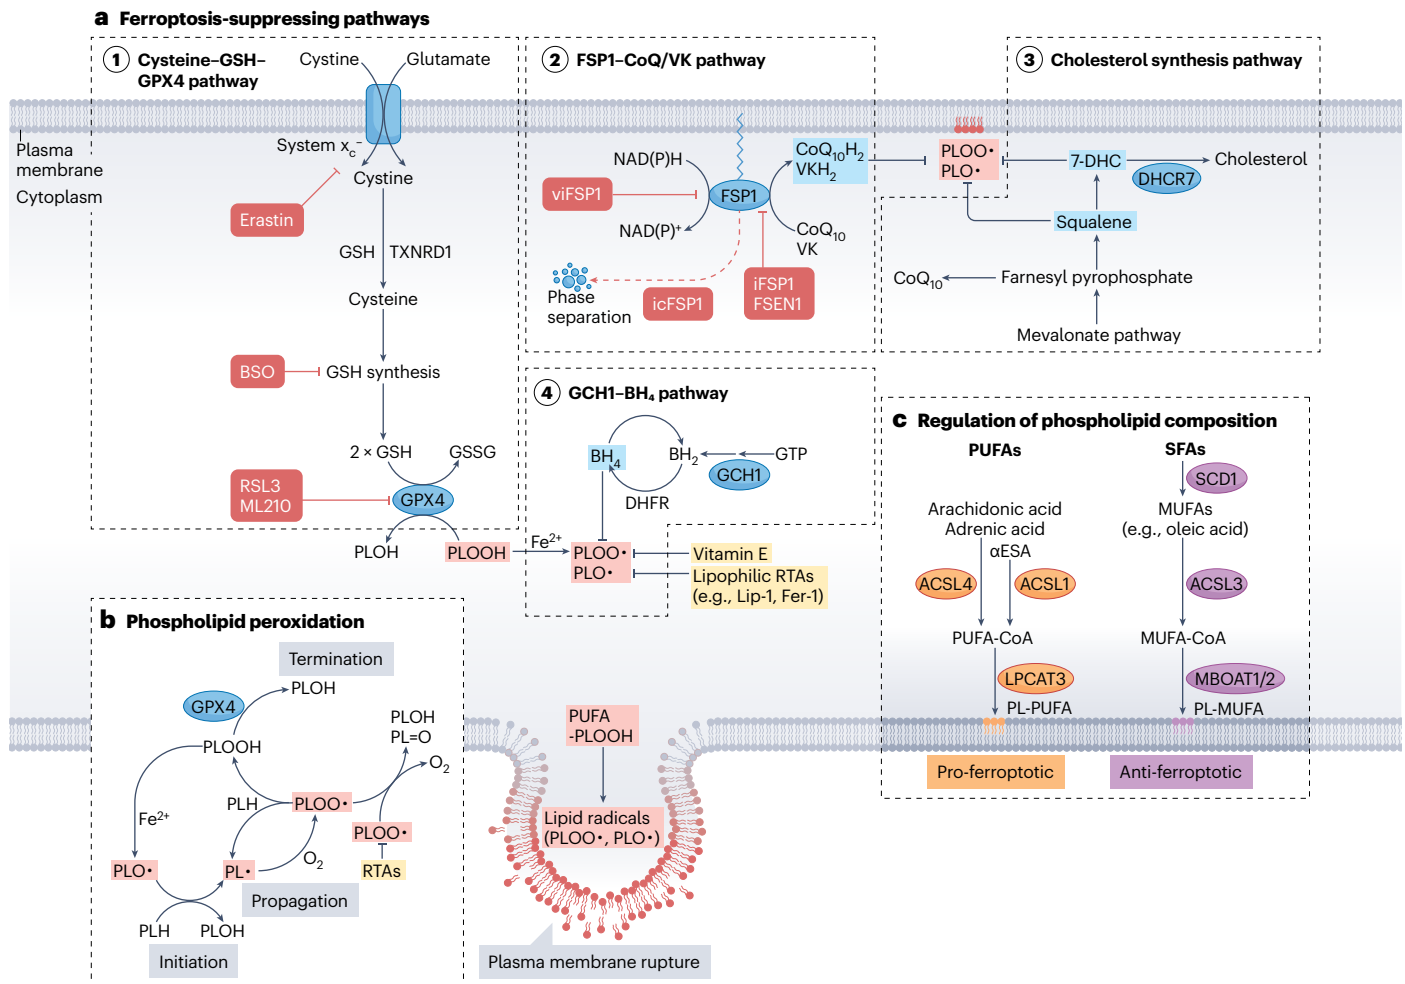 a Ferroptosis-suppressing pathways
1 Cysteine–GSH–
GPX4 pathway
Cystine
Glutamate
System xc–
Plasma
membrane
Cytoplasm
Cystine
Erastin
GSH
TXNRD1
Cysteine
BSO
GSH synthesis
2 × GSH
GSSG
RSL3
ML210
GPX4
PLOH
PLOOH
Fe2+
2 FSP1–CoQ/VK pathway
NAD(P)H
CoQ10H2
VKH2
viFSP1
FSP1
NAD(P)+
CoQ10
VK
Phase
separation
icFSP1
iFSP1
FSEN1
3 Cholesterol synthesis pathway
PLOO•
PLO•
7-DHC
Cholesterol
DHCR7
Squalene
CoQ10
Farnesyl pyrophosphate
Mevalonate pathway
4 GCH1–BH4 pathway
BH4
BH2
GTP
GCH1
DHFR
PLOO•
PLO•
Vitamin E
Lipophilic RTAs
(e.g., Lip-1, Fer-1)
b Phospholipid peroxidation
Termination
GPX4
PLOH
PLOOH
PLOH
PL=O
O2
PLH
PLOO•
Fe2+
PLOO•
O2
PLO•
PL•
RTAs
Propagation
PLH
PLOH
Initiation
PUFA
-PLOOH
Lipid radicals
(PLOO•, PLO•)
Plasma membrane rupture
c Regulation of phospholipid composition
PUFAs
SFAs
SCD1
Arachidonic acid
Adrenic acid
MUFAs
(e.g., oleic acid)
αESA
ACSL4
ACSL1
ACSL3
PUFA-CoA
MUFA-CoA
LPCAT3
MBOAT1/2
PL-PUFA
PL-MUFA
Pro-ferroptotic
Anti-ferroptotic